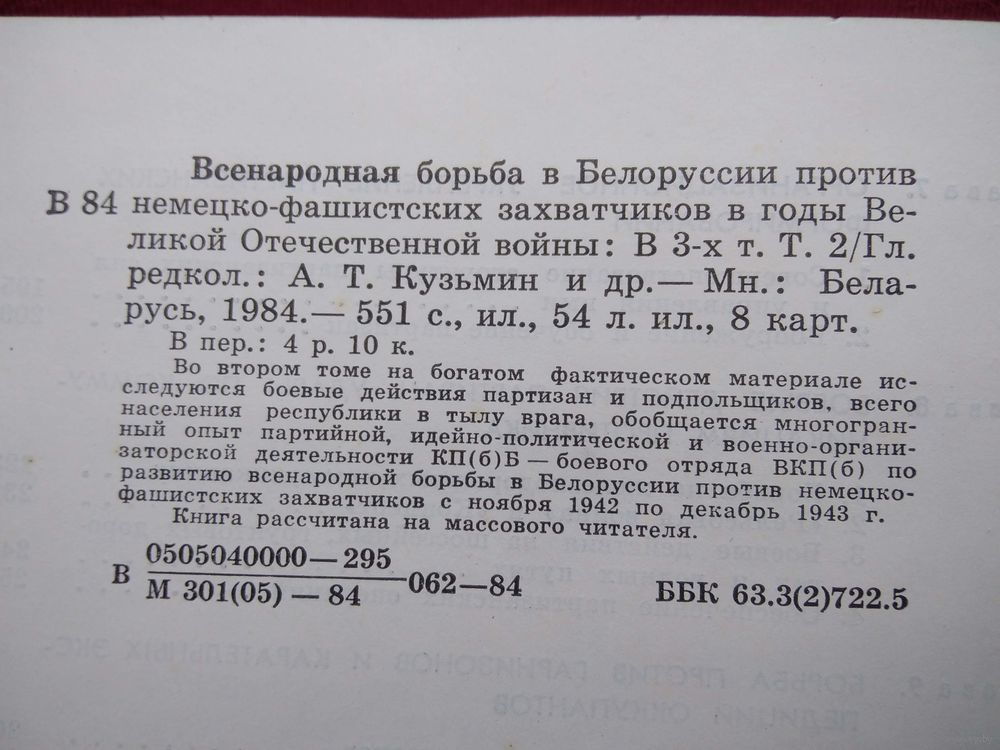 Всенародная борьба в Белоруссии против
В 84 немецко-фашистских захватчиков в годы Ве-
ликой Отечественной войны: В 3-х т. Т. 2/Гл.
редкол.: А. Т. Кузьмин и др.— Мн.: Бела-
русь, 1984.— 551 с., ил., 54 л. ил., 8 карт.
В пер.: 4 р. 10 к.
Во втором томе на богатом фактическом материале ис-
следуются боевые действия партизан и подпольщиков, всего
населения республики в тылу врага, обобщается многогран-
ный опыт партийной, идейно-политической и военно-органи-
заторской деятельности КП(б)Б — боевого отряда ВКП(б) по
развитию всенародной борьбы в Белоруссии против немецко-
фашистских захватчиков с ноября 1942 по декабрь 1943 г.
Книга рассчитана на массового читателя.
В 0505040000—295
М 301(05) — 84 062—84 ББК 63.3(2)722.5